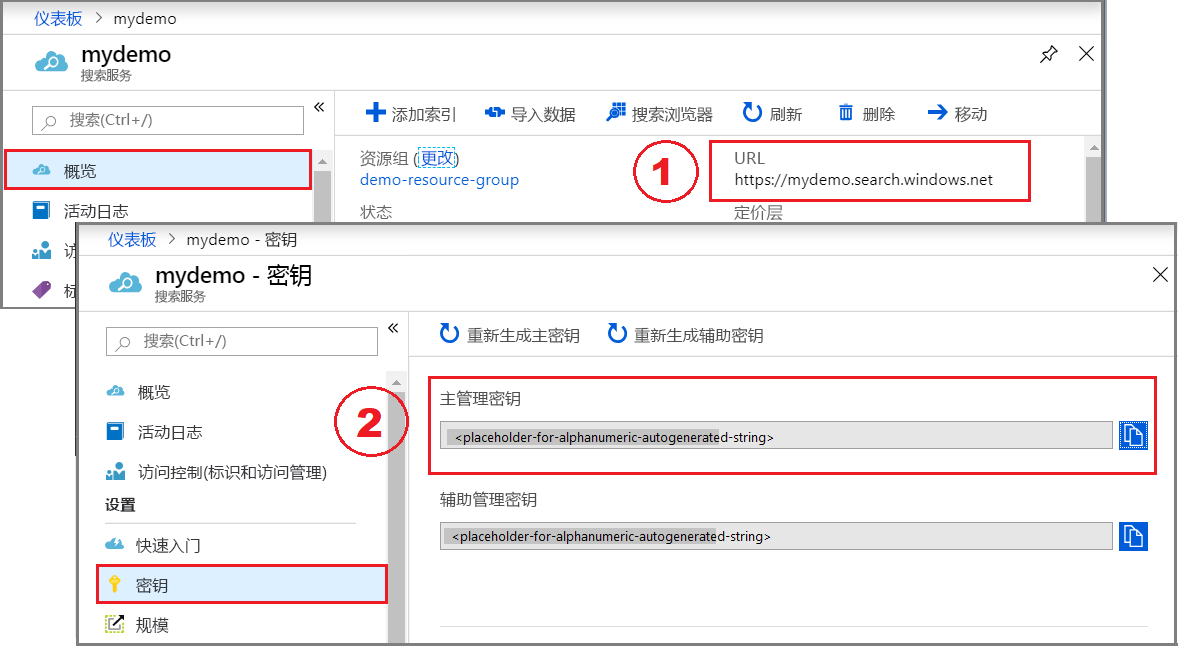 仪表板 > mydemo
mydemo
搜索服务
搜索(Ctrl+/)
«
添加索引 导入数据 搜索浏览器 刷新 删除 移动
概览
活动日志
访
标
资源组 (更改)
demo-resource-group
状态
1
URL
https://mydemo.search.windows.net
定价层
仪表板 > mydemo - 密钥
mydemo - 密钥
搜索服务
搜索(Ctrl+/)
«
重新生成主密钥 重新生成辅助密钥
概览
活动日志
访问控制(标识和访问管理)
设置
快速入门
密钥
规模
2
主管理密钥
<placeholder-for-alphanumeric-autogenerated-string>
辅助管理密钥
<placeholder-for-alphanumeric-autogenerated-string>